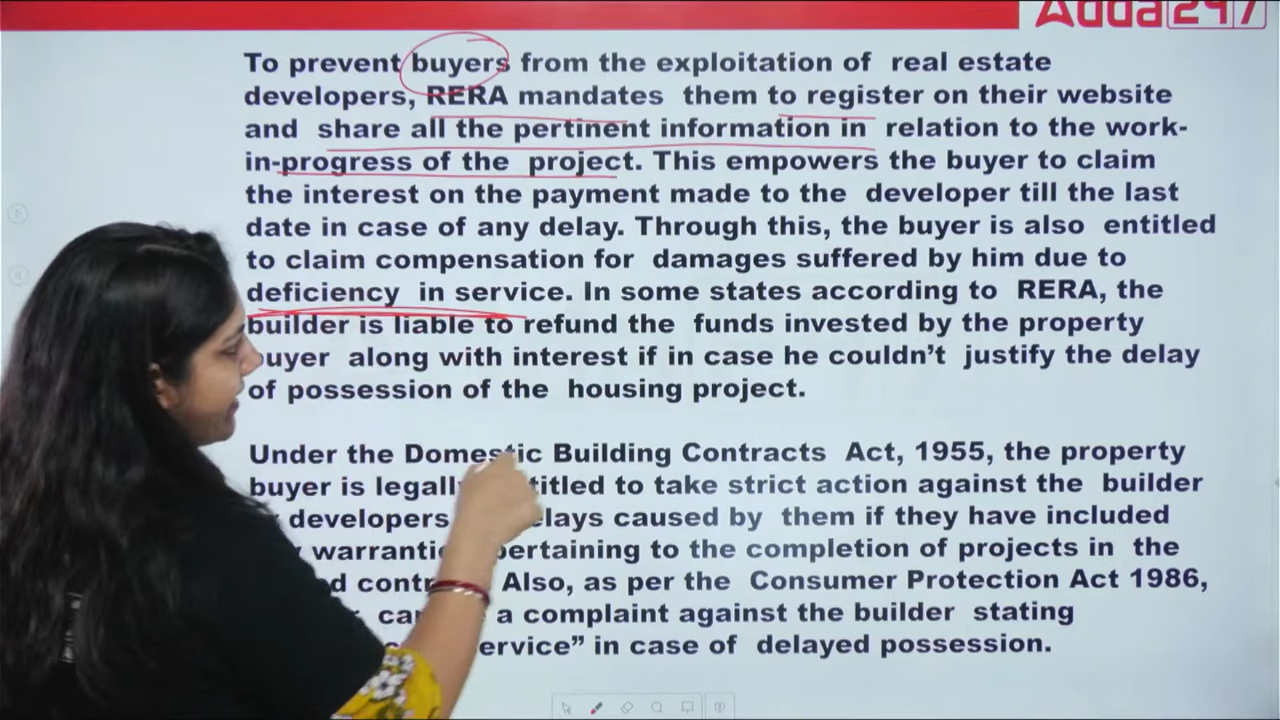 Adda 247
To prevent buyers from the exploitation of real estate
developers, RERA mandates them to register on their website
and share all the pertinent information in relation to the work-
in-progress of the project. This empowers the buyer to claim
the interest on the payment made to the developer till the last
date in case of any delay. Through this, the buyer is also entitled
to claim compensation for damages suffered by him due to
deficiency in service. In some states according to RERA, the
builder is liable to refund the funds invested by the property
buyer along with interest if in case he couldn't justify the delay
of possession of the housing project.
Under the Domestic Building Contracts Act, 1955, the property
buyer is legally to take strict action against the builder
developers caused by them if they have included
pertaining to the completion of projects in the
Also, as per the Consumer Protection Act 1986,
a complaint against the builder stating
in case of delayed possession.